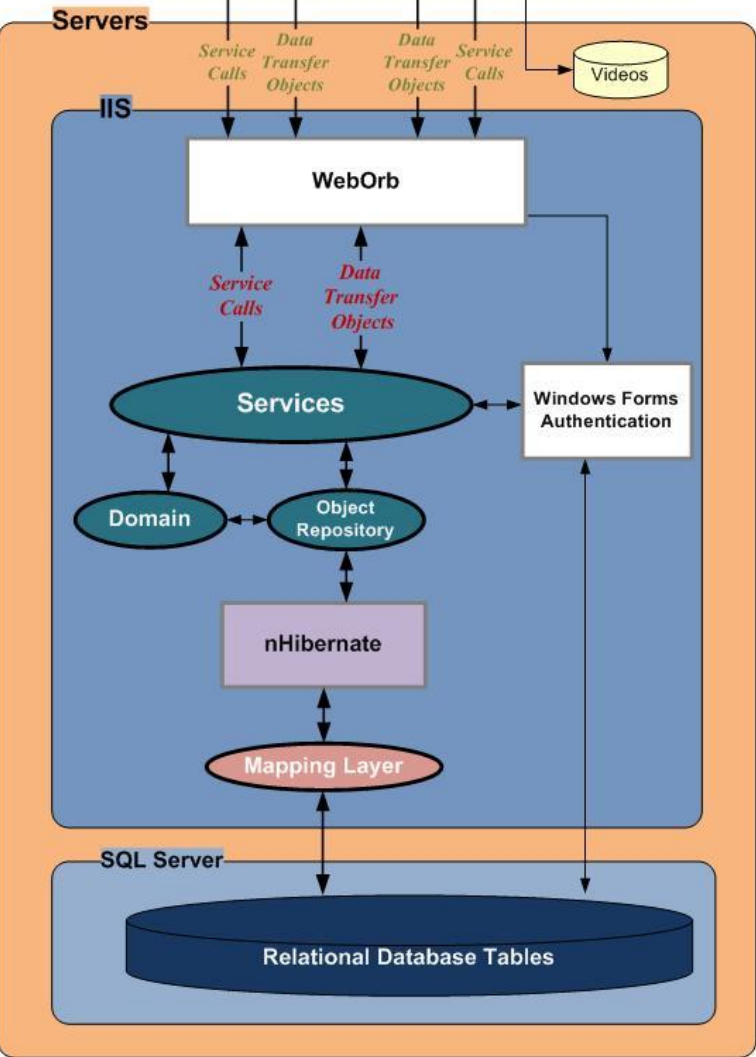 Servers
Service
Calls
Data
Transfer
Objects
Data
Transfer
Objects
Service
Calls
Videos
IIS
WebOrb
Service
Calls
Data
Transfer
Objects
Services
Windows Forms
Authentication
Domain
Object
Repository
nHibernate
Mapping Layer
SQL Server
Relational Database Tables